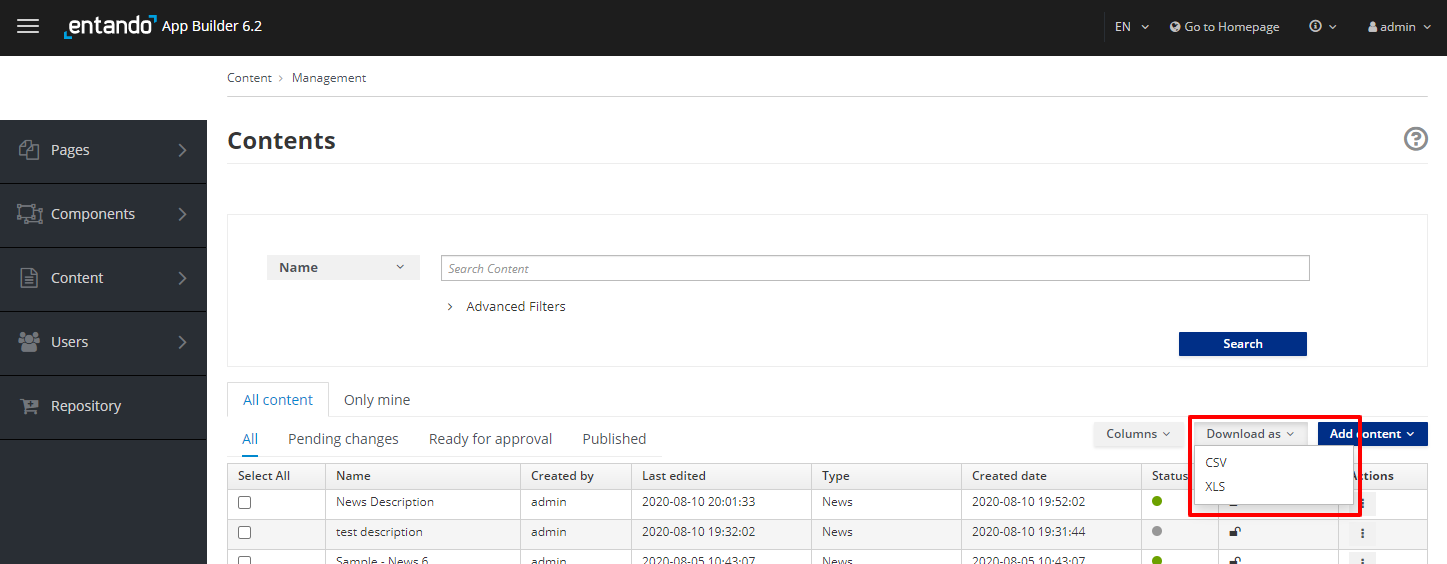 entando App Builder 6.2
EN
Go to Homepage
admin
Content > Management
Pages
Components
Content
Users
Repository
Contents
Name
Search Content
Advanced Filters
Search
All content
Only mine
All
Pending changes
Ready for approval
Published
Columns
Download as
Add content
CSV
XLS
Select All Name Created by Last edited Type Created date Status Actions
News Description admin 2020-08-10 20:01:33 News 2020-08-10 19:52:02
test description admin 2020-08-10 19:32:02 News 2020-08-10 19:31:44
Sample - News 6 admin 2020-08-05 10:43:07 News 2020-08-05 10:43:07